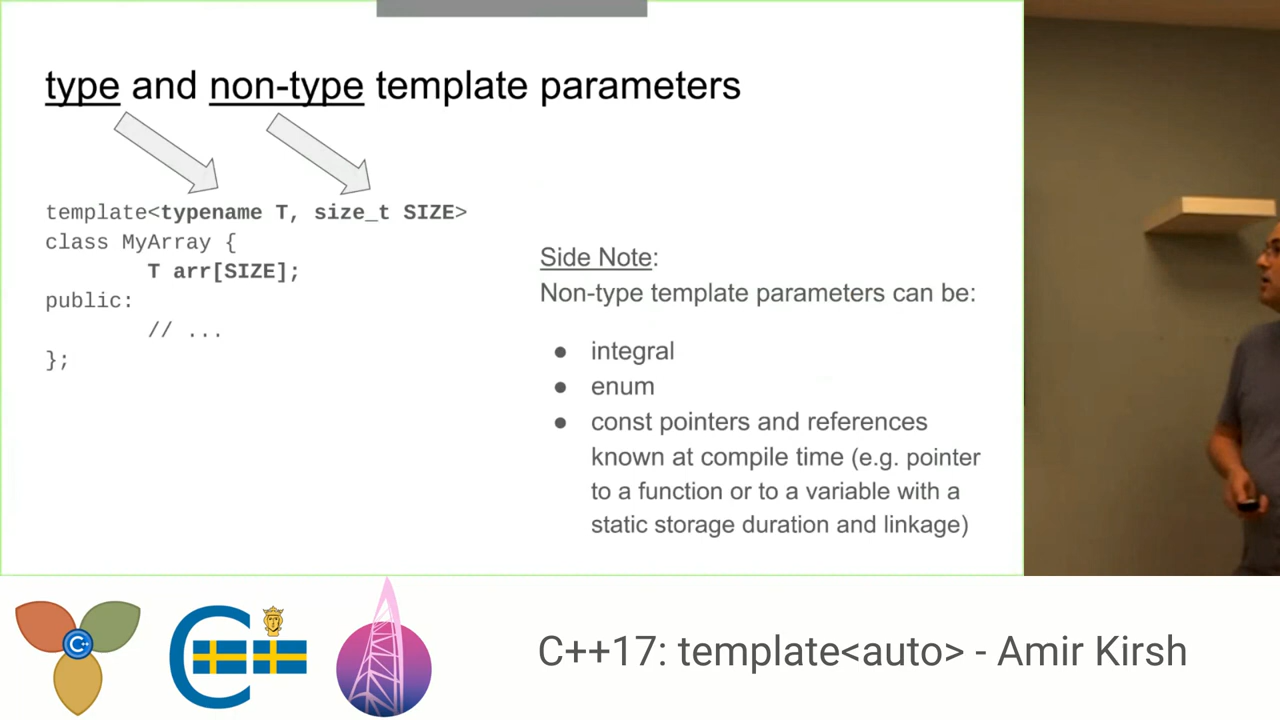 type and non-type template parameters
template<typename T, size_t SIZE>
class MyArray {
T arr[SIZE];
public:
// ...
};
Side Note:
Non-type template parameters can be:
● integral
● enum
● const pointers and references
known at compile time (e.g. pointer
to a function or to a variable with a
static storage duration and linkage)
C++
C++
C++17: template<auto> - Amir Kirsh